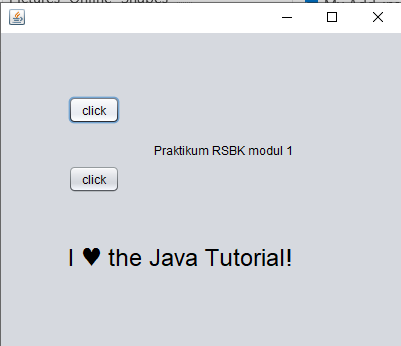 click
Praktikum RSBK modul 1
click
I ♥ the Java Tutorial!